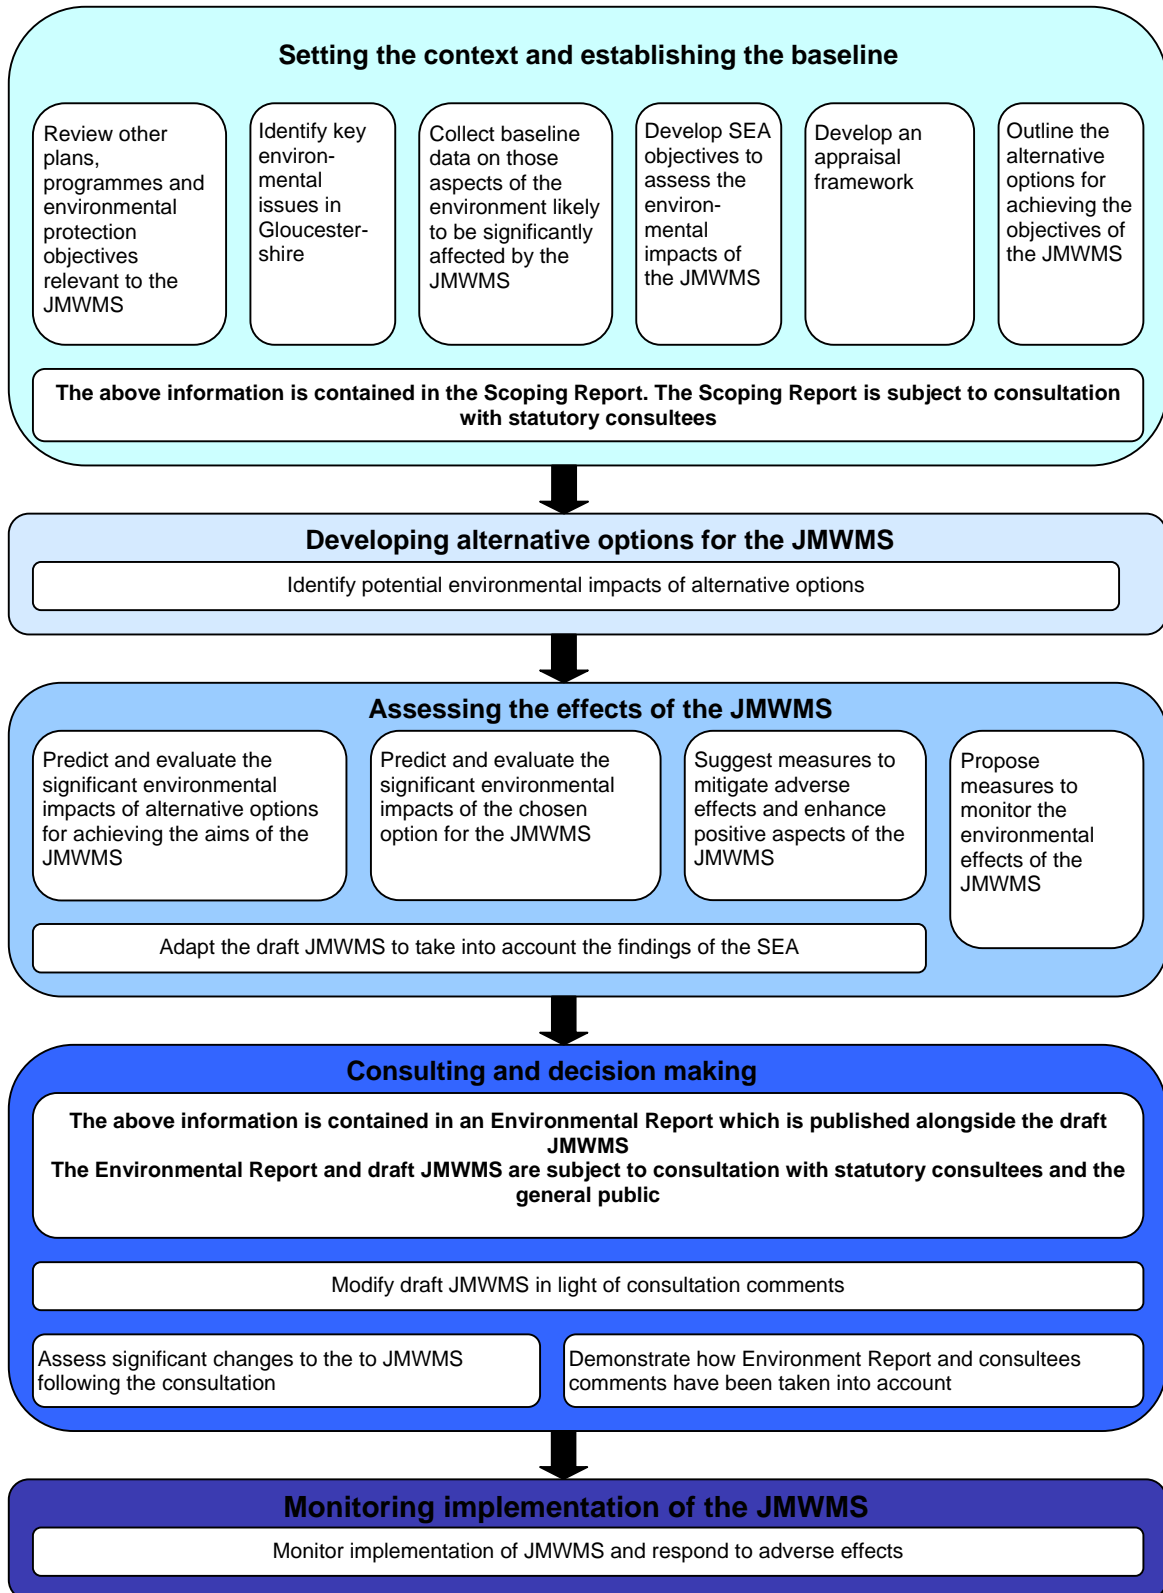 Setting the context and establishing the baseline
Review other
plans,
programmes and
environmental
protection
objectives
relevant to the
JMWMS
Identify key
environ-
mental
issues in
Gloucester-
shire
Collect baseline
data on those
aspects of the
environment likely
to be significantly
affected by the
JMWMS
Develop SEA
objectives to
assess the
environ-
mental
impacts of
the JMWMS
Develop an
appraisal
framework
Outline the
alternative
options for
achieving the
objectives of
the JMWMS
The above information is contained in the Scoping Report. The Scoping Report is subject to consultation
with statutory consultees
Developing alternative options for the JMWMS
Identify potential environmental impacts of alternative options
Assessing the effects of the JMWMS
Predict and evaluate the
significant environmental
impacts of alternative options
for achieving the aims of the
JMWMS
Predict and evaluate the
significant environmental
impacts of the chosen
option for the JMWMS
Suggest measures to
mitigate adverse
effects and enhance
positive aspects of the
JMWMS
Propose
measures to
monitor the
environmental
effects of the
JMWMS
Adapt the draft JMWMS to take into account the findings of the SEA
Consulting and decision making
The above information is contained in an Environmental Report which is published alongside the draft
JMWMS
The Environmental Report and draft JMWMS are subject to consultation with statutory consultees and the
general public
Modify draft JMWMS in light of consultation comments
Assess significant changes to the to JMWMS
following the consultation
Demonstrate how Environment Report and consultees
comments have been taken into account
Monitoring implementation of the JMWMS
Monitor implementation of JMWMS and respond to adverse effects